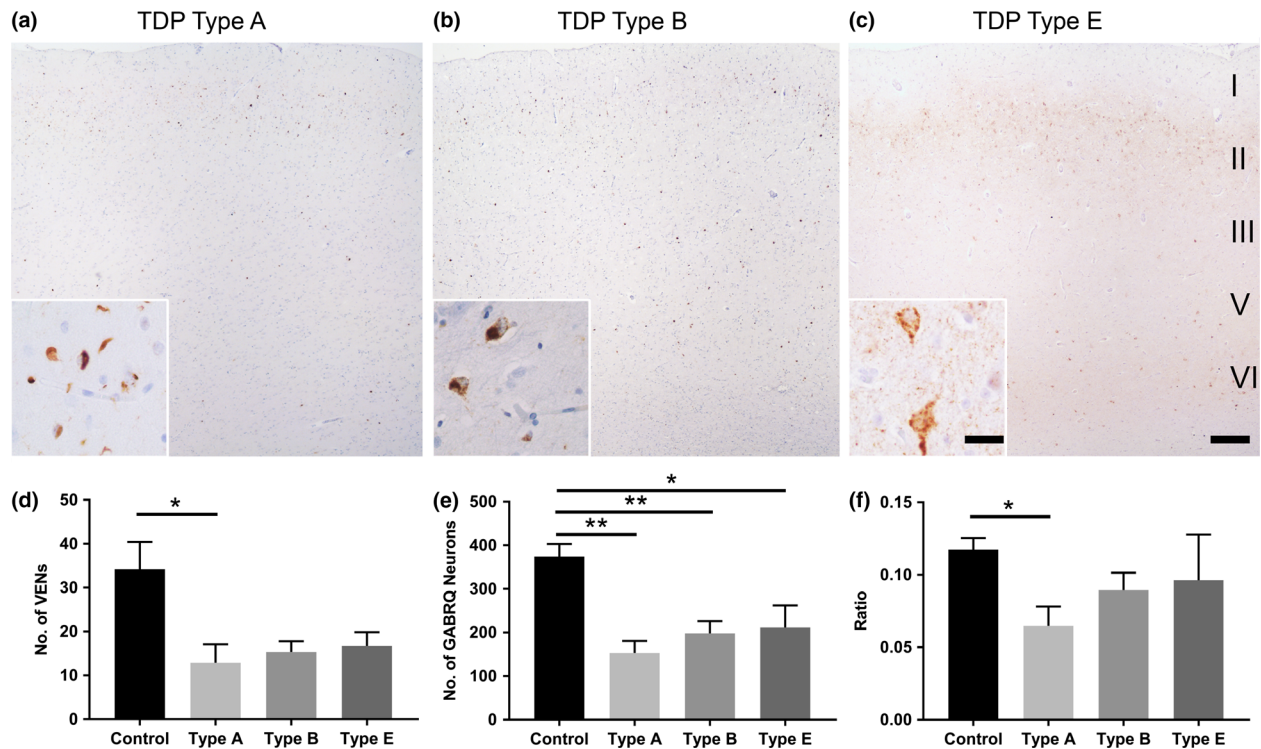 (a) TDP Type A
(b) TDP Type B
(c) TDP Type E
I
II
III
V
VI
(d)
*
No. of VENs
50
40
30
20
10
0
Control Type A Type B Type E
(e)
*
**
**
No. of GABRQ Neurons
500
400
300
200
100
0
Control Type A Type B Type E
(f)
*
Ratio
0.15
0.10
0.05
0.00
Control Type A Type B Type E